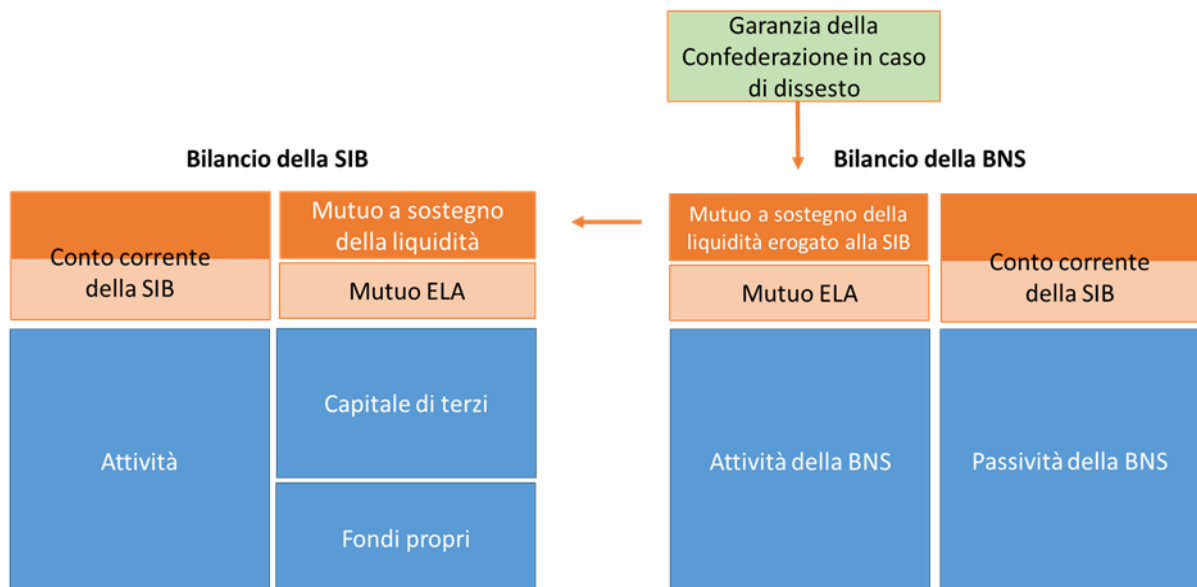 Garanzia della
Confederazione in caso
di dissesto
Bilancio della SIB
Bilancio della BNS
Conto corrente
della SIB
Mutuo a sostegno
della liquidità
Mutuo ELA
Attività
Capitale di terzi
Fondi propri
Mutuo a sostegno della
liquidità erogato alla SIB
Mutuo ELA
Conto corrente
della SIB
Attività della BNS
Passività della BNS